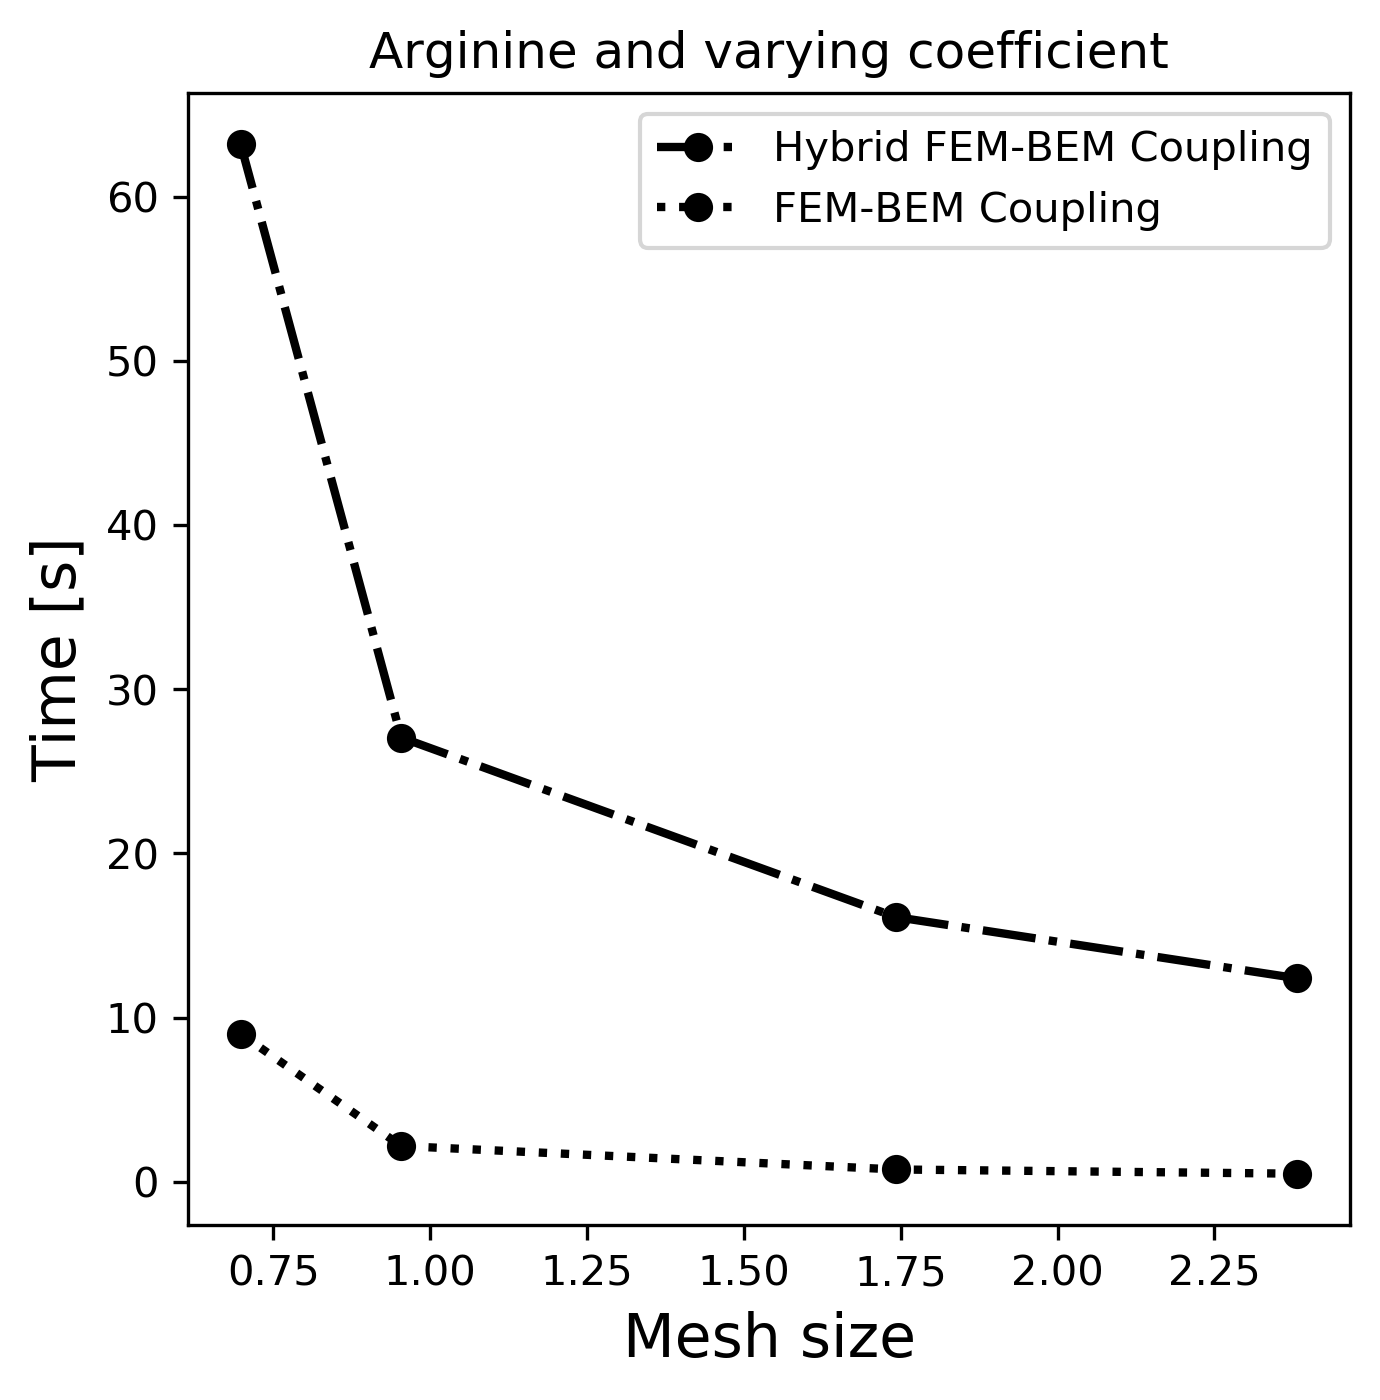 Arginine and varying coefficient
Hybrid FEM-BEM Coupling
FEM-BEM Coupling
Time [s]
60
50
40
30
20
10
0
0.75 1.00 1.25 1.50 1.75 2.00 2.25
Mesh size